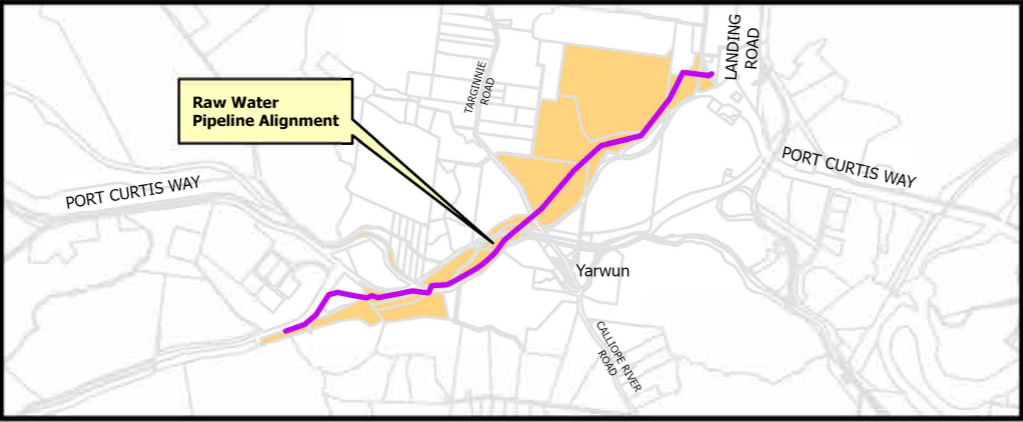 LANDING
ROAD
TARGINNIE
ROAD
Raw Water
Pipeline Alignment
PORT CURTIS WAY
PORT CURTIS WAY
Yarwun
CALLIOPE RIVER
ROAD